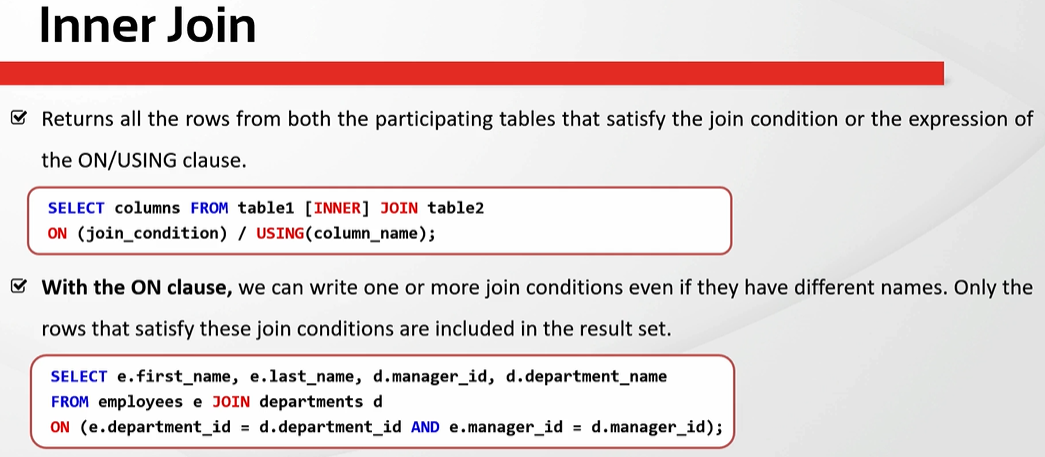 Inner Join
Returns all the rows from both the participating tables that satisfy the join condition or the expression of
the ON/USING clause.
SELECT columns FROM table1 [INNER] JOIN table2
ON (join_condition) / USING(column_name);
With the ON clause, we can write one or more join conditions even if they have different names. Only the
rows that satisfy these join conditions are included in the result set.
SELECT e.first_name, e.last_name, d.manager_id, d.department_name
FROM employees e JOIN departments d
ON (e.department_id = d.department_id AND e.manager_id = d.manager_id);